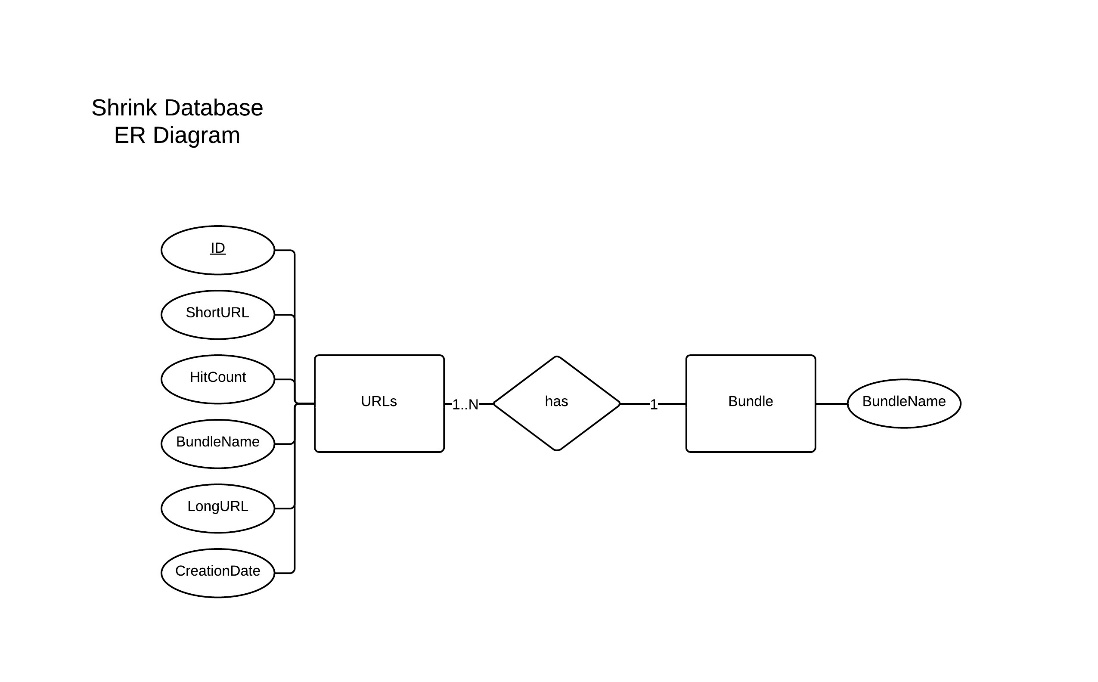 Shrink Database
ER Diagram
ID
ShortURL
HitCount
BundleName
LongURL
CreationDate
URLs
1..N
has
1
Bundle
BundleName